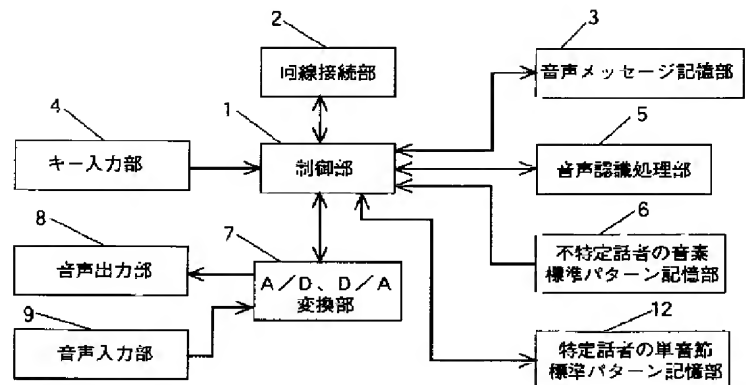 2
回線接続部
3
音声メッセージ記憶部
4
キー入力部
1
制御部
5
音声認識処理部
8
音声出力部
7
A/D、D/A
変換部
6
不特定話者の音素
標準パターン記憶部
9
音声入力部
12
特定話者の単音節
標準パターン記憶部